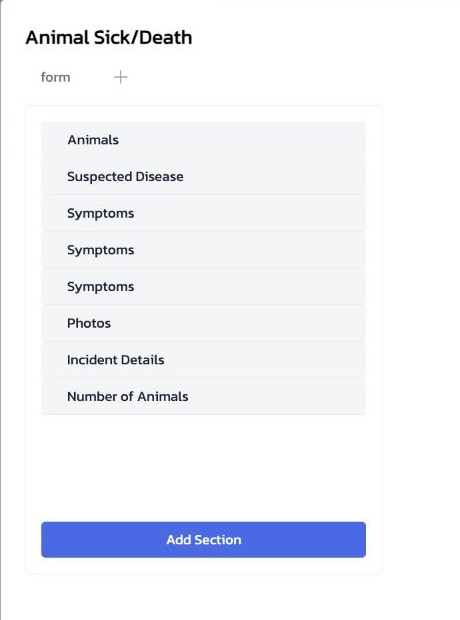 Animal Sick/Death
form
Animals
Suspected Disease
Symptoms
Symptoms
Symptoms
Photos
Incident Details
Number of Animals
Add Section